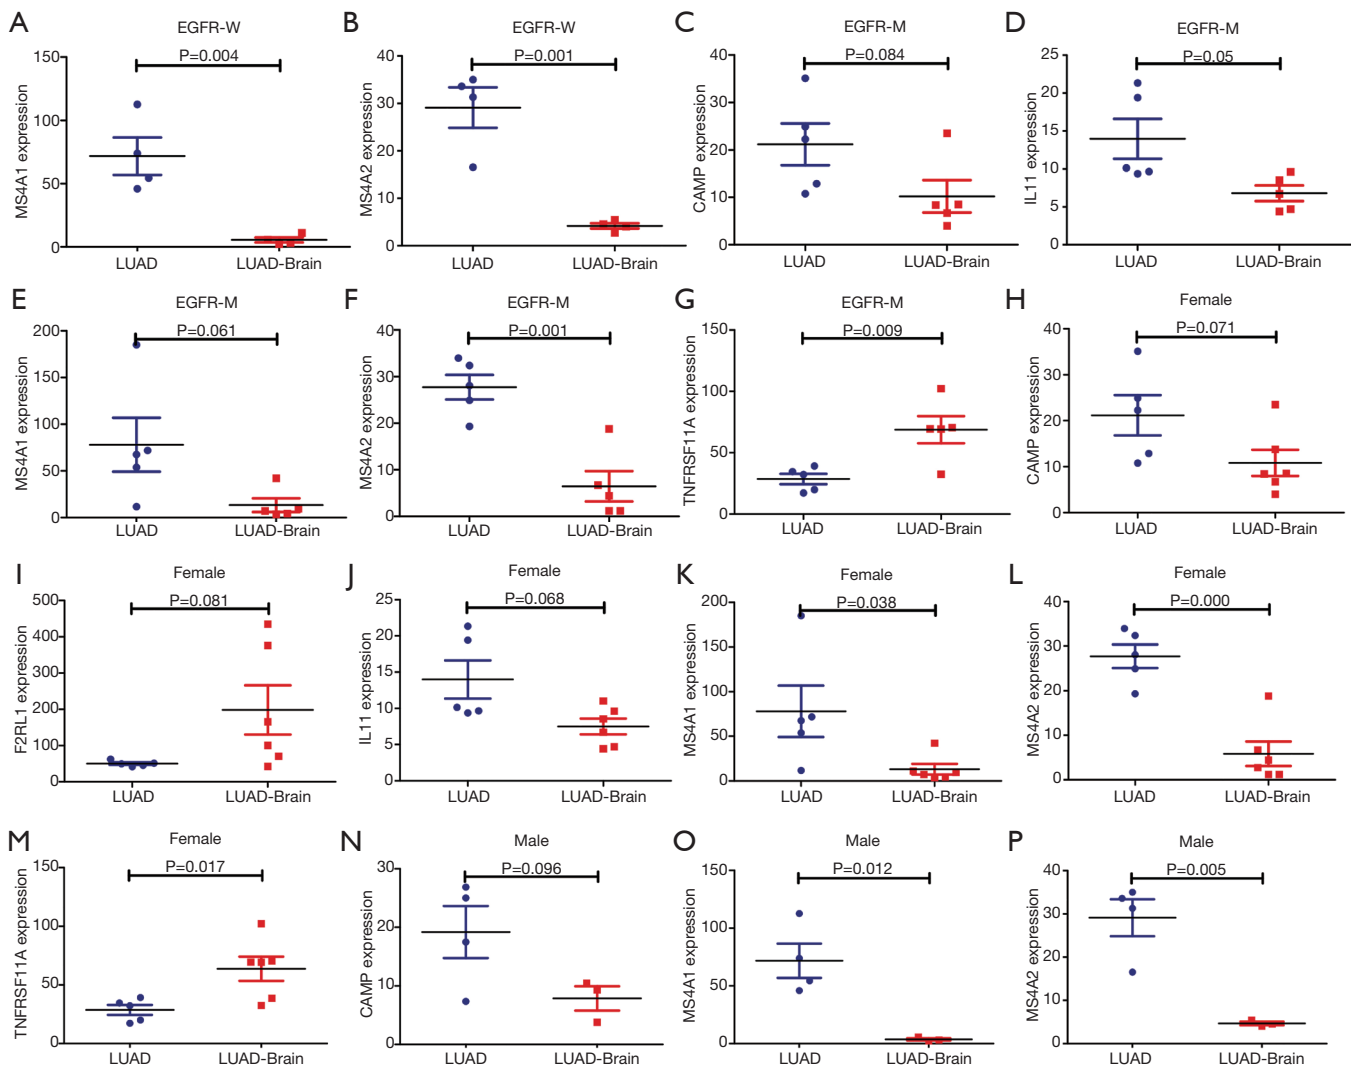 A
EGFR-W
P=0.004
MS4A1 expression
150
100
50
0
LUAD
LUAD-Brain
B
EGFR-W
P=0.001
MS4A2 expression
40
30
20
10
0
LUAD
LUAD-Brain
C
EGFR-M
P=0.084
CAMP expression
40
30
20
10
0
LUAD
LUAD-Brain
D
EGFR-M
P=0.05
IL11 expression
25
20
15
10
5
0
LUAD
LUAD-Brain
E
EGFR-M
P=0.061
MS4A1 expression
200
150
100
50
0
LUAD
LUAD-Brain
F
EGFR-M
P=0.001
MS4A2 expression
40
30
20
10
0
LUAD
LUAD-Brain
G
EGFR-M
P=0.009
TNFRSF11A expression
150
100
50
0
LUAD
LUAD-Brain
H
Female
P=0.071
CAMP expression
40
30
20
10
0
LUAD
LUAD-Brain
I
Female
P=0.081
F2RL1 expression
500
400
300
200
100
0
LUAD
LUAD-Brain
J
Female
P=0.068
IL11 expression
25
20
15
10
5
0
LUAD
LUAD-Brain
K
Female
P=0.038
MS4A1 expression
200
150
100
50
0
LUAD
LUAD-Brain
L
Female
P=0.000
MS4A2 expression
40
30
20
10
0
LUAD
LUAD-Brain
M
Female
P=0.017
TNFRSF11A expression
150
100
50
0
LUAD
LUAD-Brain
N
Male
P=0.096
CAMP expression
30
20
10
0
LUAD
LUAD-Brain
O
Male
P=0.012
MS4A1 expression
150
100
50
0
LUAD
LUAD-Brain
P
Male
P=0.005
MS4A2 expression
40
30
20
10
0
LUAD
LUAD-Brain